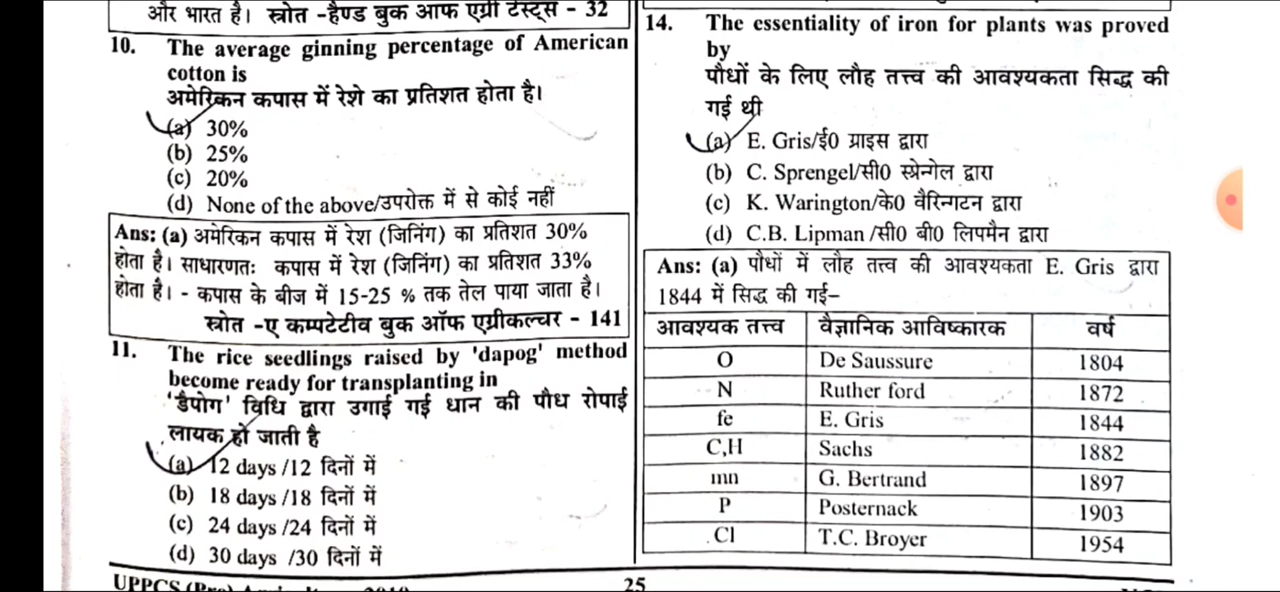 और भारत है। स्रोत -हैण्ड बुक आफ एग्री टेस्ट्स - 32
10. The average ginning percentage of American
cotton is
अमेरिकन कपास में रेशे का प्रतिशत होता है।
(a) 30%
(b) 25%
(c) 20%
(d) None of the above/उपरोक्त में से कोई नहीं
Ans: (a) अमेरिकन कपास में रेश (जिनिंग) का प्रतिशत 30%
होता है। साधारणतः कपास में रेश (जिनिंग) का प्रतिशत 33%
होता है। - कपास के बीज में 15-25 % तक तेल पाया जाता है।
स्त्रोत -ए कम्पटेटीव बुक ऑफ एग्रीकल्चर - 141
11. The rice seedlings raised by 'dapog' method
become ready for transplanting in
'डैपोग' विधि द्वारा उगाई गई धान की पौध रोपाई
लायक हो जाती है
(a) 12 days /12 दिनों में
(b) 18 days /18 दिनों में
(c) 24 days /24 दिनों में
(d) 30 days /30 दिनों में
14. The essentiality of iron for plants was proved
by
पौधों के लिए लौह तत्त्व की आवश्यकता सिद्ध की
गई थी
(a) E. Gris/ई0 ग्राइस द्वारा
(b) C. Sprengel/सी0 स्प्रेन्गेल द्वारा
(c) K. Warington/के0 वैरिन्गटन द्वारा
(d) C.B. Lipman /सी0 बी0 लिपमैन द्वारा
Ans: (a) पौधों में लौह तत्त्व की आवश्यकता E. Gris द्वारा
1844 में सिद्ध की गई–
आवश्यक तत्त्व वैज्ञानिक आविष्कारक वर्ष
O De Saussure 1804
N Ruther ford 1872
fe E. Gris 1844
C,H Sachs 1882
mn G. Bertrand 1897
P Posternack 1903
Cl T.C. Broyer 1954
UPPCS 25